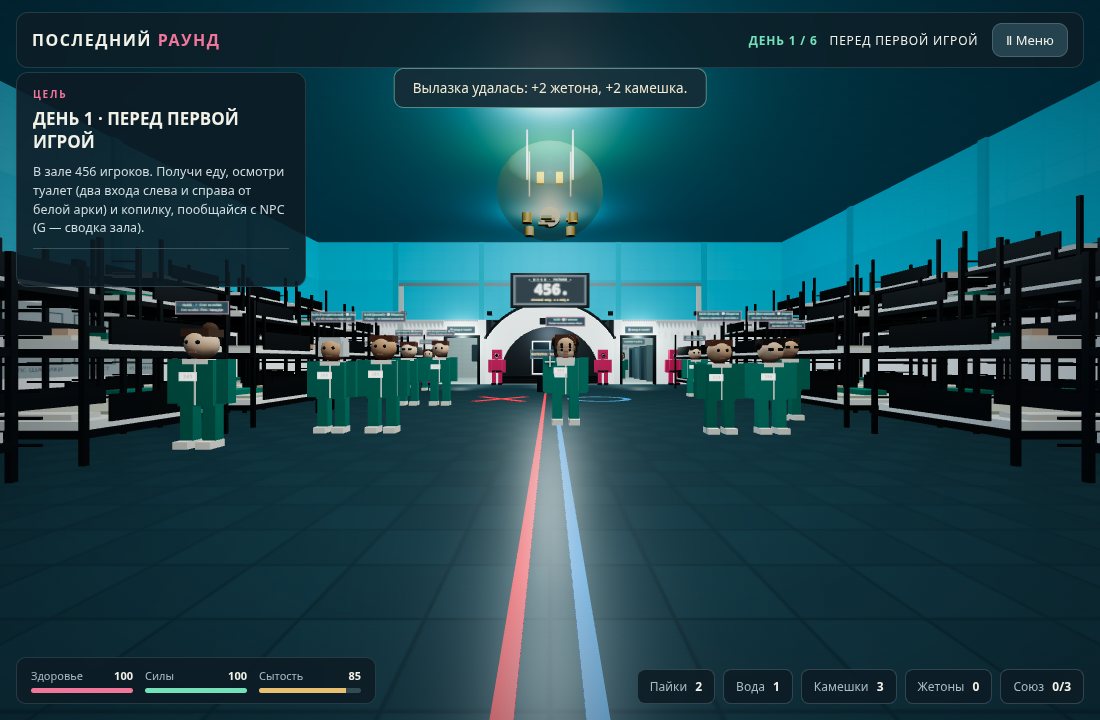 ПОСЛЕДНИЙ РАУНД
ДЕНЬ 1 / 6 ПЕРЕД ПЕРВОЙ ИГРОЙ
Ⅱ Меню
ЦЕЛЬ
ДЕНЬ 1 · ПЕРЕД ПЕРВОЙ
ИГРОЙ
В зале 456 игроков. Получи еду, осмотри
туалет (два входа слева и справа от
белой арки) и копилку, пообщайся с NPC
(G — сводка зала).
Вылазка удалась: +2 жетона, +2 камешка.
456
Здоровье 100
Силы 100
Сытость 85
Пайки 2
Вода 1
Камешки 3
Жетоны 0
Союз 0/3